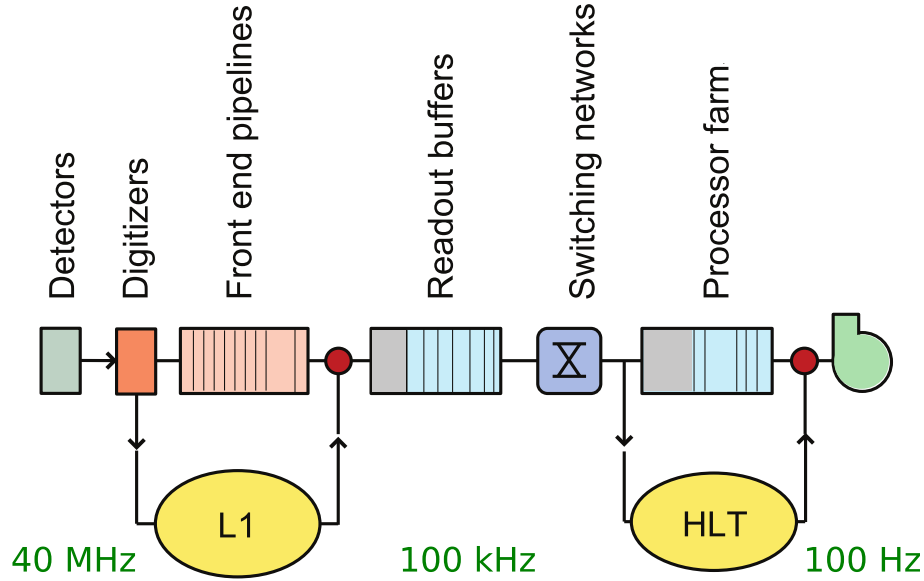 Detectors
Digitizers
Front end pipelines
Readout buffers
Switching networks
Processor farm
L1
HLT
40 MHz
100 kHz
100 Hz